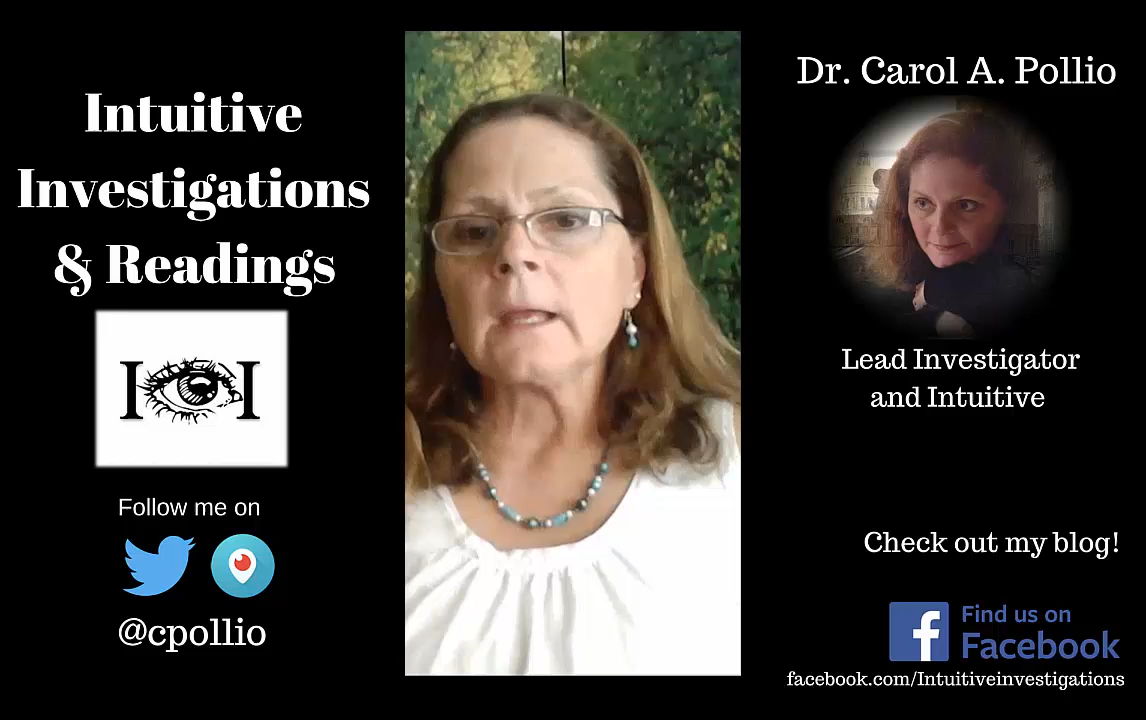 Intuitive
Investigations
& Readings
I I
Follow me on
@cpollio
Dr. Carol A. Pollio
Lead Investigator
and Intuitive
Check out my blog!
f Find us on
Facebook
facebook.com/Intuitiveinvestigations